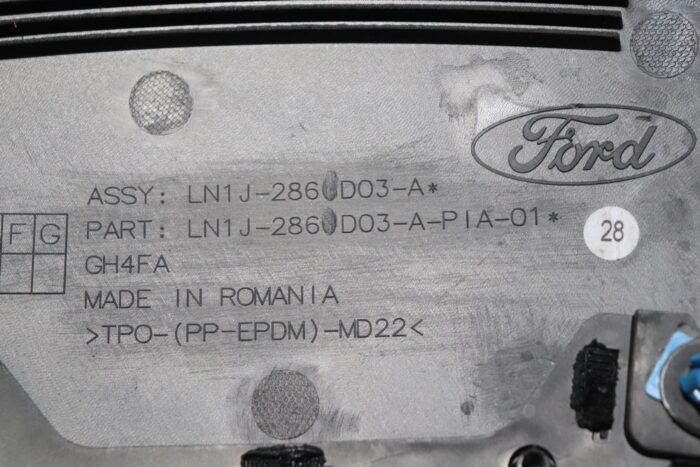 Ford
ASSY: LN1J-286 D03-A*
PART: LN1J-286 D03-A-PIA-01*
28
F G
GH4FA
MADE IN ROMANIA
>TPO-(PP-EPDM)-MD22<